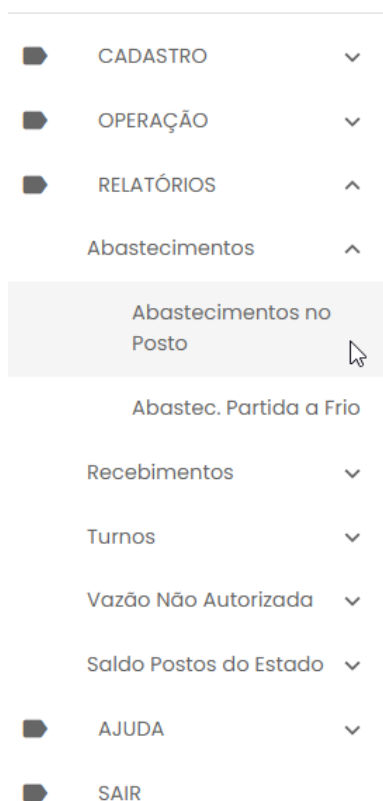 CADASTRO
OPERAÇÃO
RELATÓRIOS
Abastecimentos
Abastecimentos no
Posto
Abastec. Partida a Frio
Recebimentos
Turnos
Vazão Não Autorizada
Saldo Postos do Estado
AJUDA
SAIR